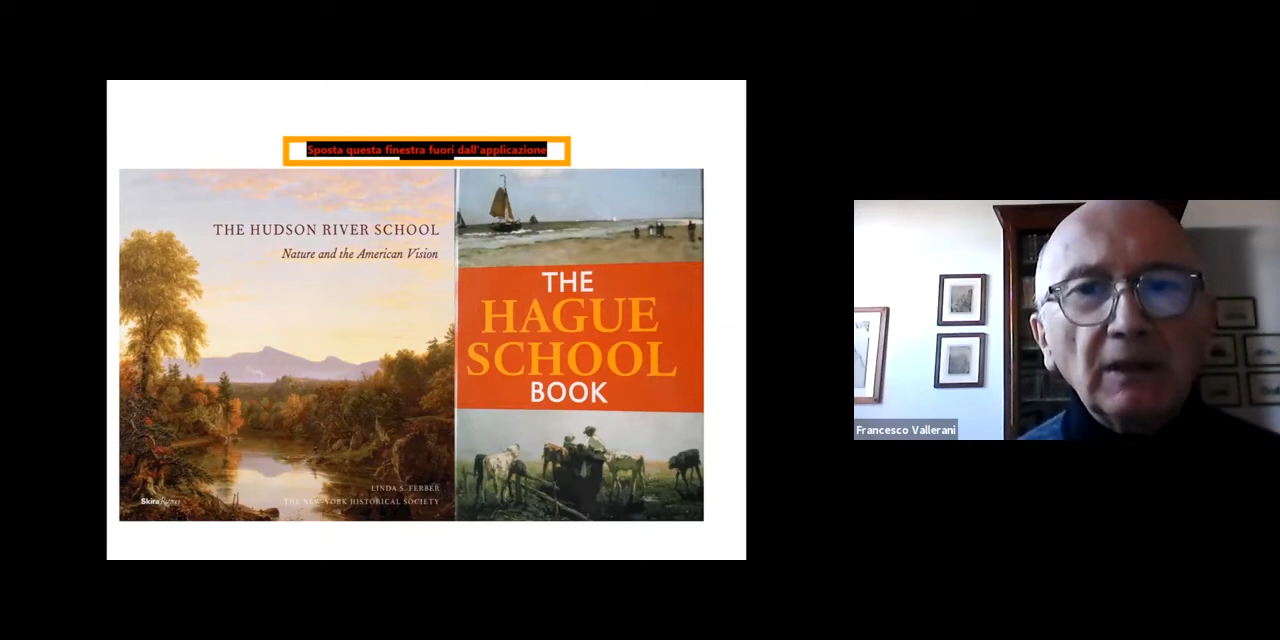 Sposta questa finestra fuori dall'applicazione
THE HUDSON RIVER SCHOOL
Nature and the American Vision
LINDA S. FERBER
THE NEW-YORK HISTORICAL SOCIETY
Skira Rizzoli
THE
HAGUE
SCHOOL
BOOK
Francesco Vallerani